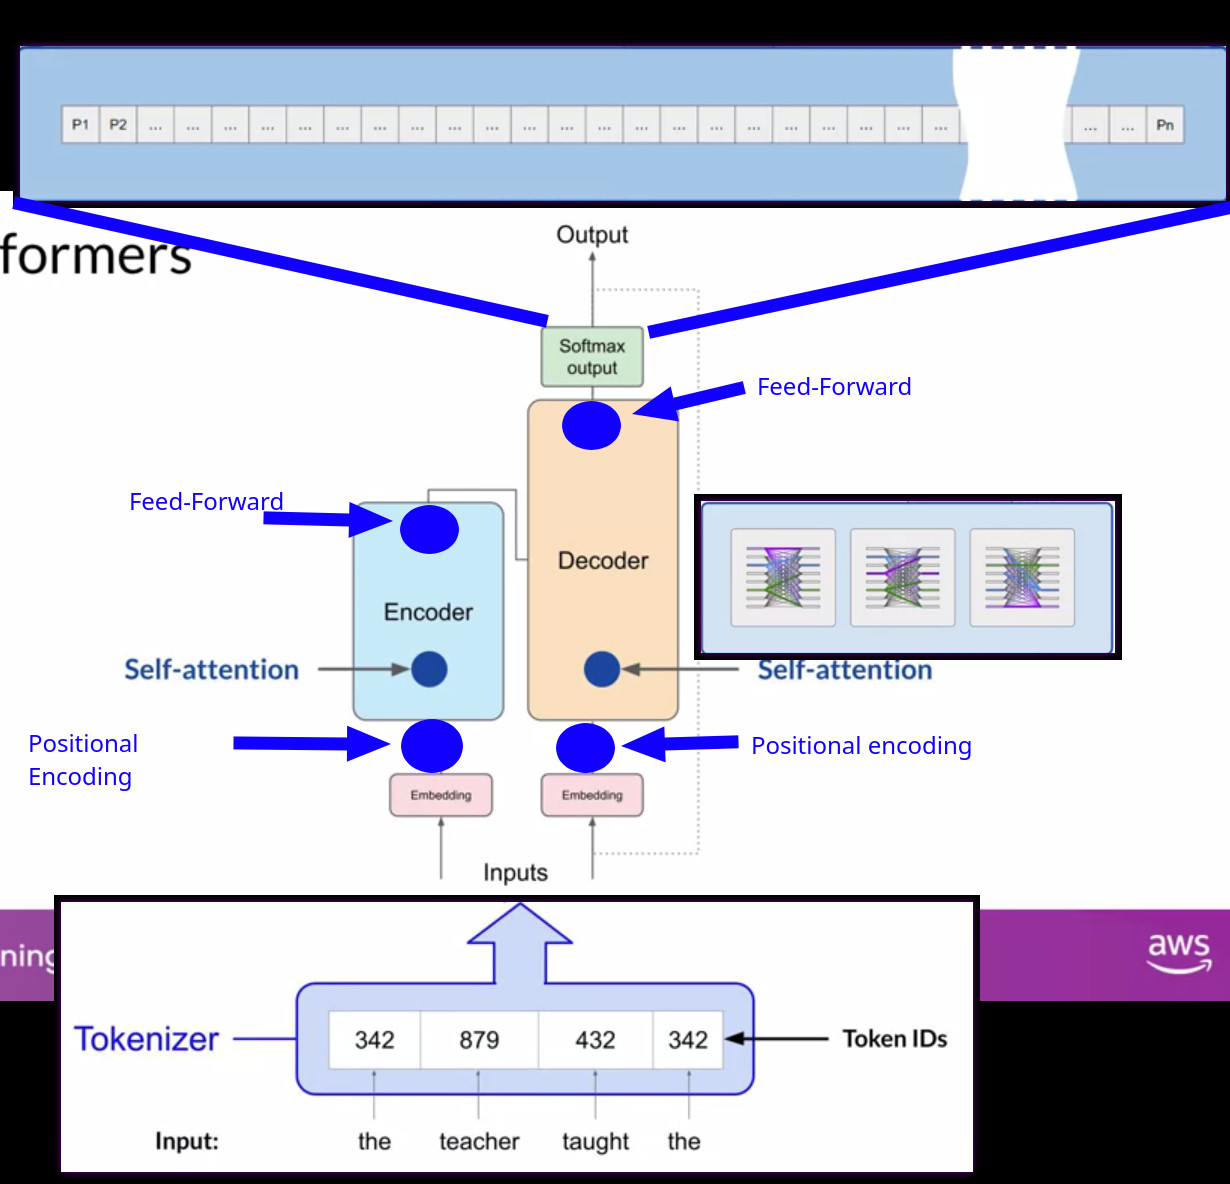 P1 P2 ... ... ... ... ... ... ... ... ... ... ... ... ... ... ... ... ... ... ... ... ... ... ... ... Pn
formers
Output
Softmax
output
Feed-Forward
Feed-Forward
Decoder
Encoder
Self-attention
Self-attention
Positional
Encoding
Positional encoding
Embedding
Embedding
Inputs
ning
aws
Tokenizer
342 879 432 342
Token IDs
Input: the teacher taught the